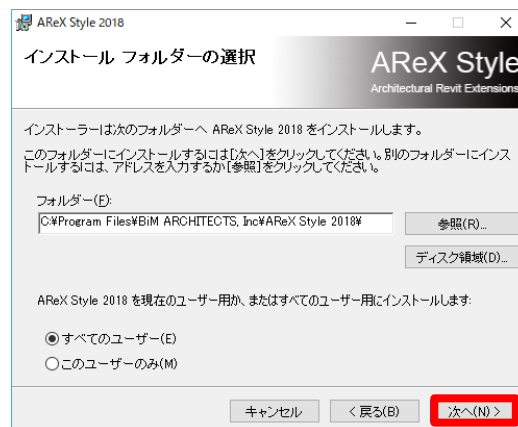 AReX Style 2018
インストール フォルダーの選択
AReX Style
Architectural Revit Extensions
インストーラーは次のフォルダーへ AReX Style 2018 をインストールします。
このフォルダーにインストールするには[次へ]をクリックしてください。別のフォルダーにインス
トールするには、アドレスを入力するか[参照]をクリックしてください。
フォルダー(F):
C:¥Program Files¥BiM ARCHITECTS, Inc¥AReX Style 2018¥
参照(R)...
ディスク領域(D)...
AReX Style 2018 を現在のユーザー用か、またはすべてのユーザー用にインストールします:
すべてのユーザー(E)
このユーザーのみ(M)
キャンセル
< 戻る(B)
次へ(N) >